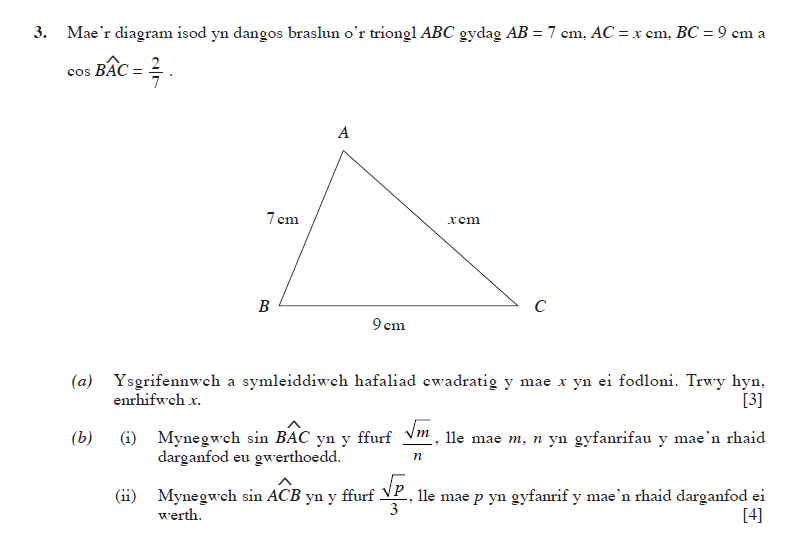 3. Mae'r diagram isod yn dangos braslun o'r triongl ABC gydag AB = 7 cm, AC = x cm, BC = 9 cm a
cos BÂC = 2/7 .
A
7 cm
x cm
B
C
9 cm
(a) Ysgrifennwch a symleiddiwch hafaliad cwadratig y mae x yn ei fodloni. Trwy hyn,
enrhifwch x. [3]
(b) (i) Mynegwch sin BÂC yn y ffurf √m/n, lle mae m, n yn gyfanrifau y mae'n rhaid
darganfod eu gwerthoedd.
(ii) Mynegwch sin AĈB yn y ffurf √p/3, lle mae p yn gyfanrif y mae'n rhaid darganfod ei
werth. [4]